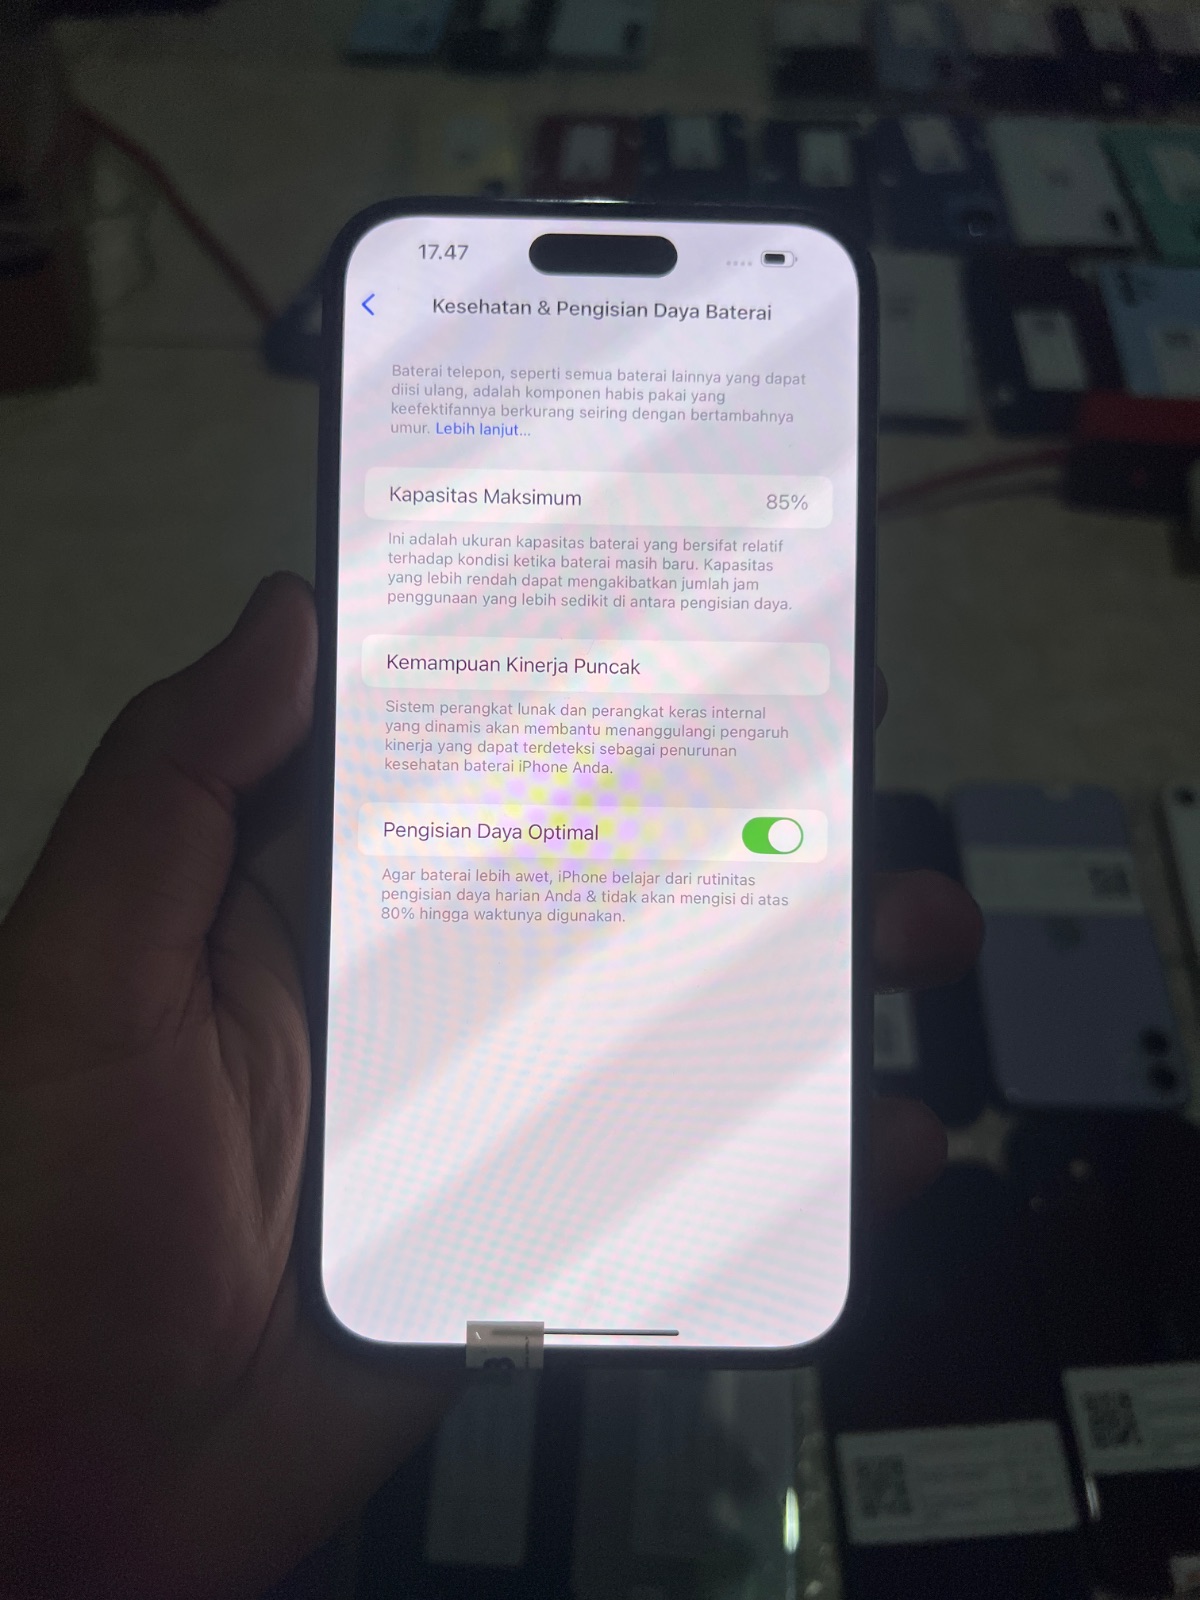 17.47
Kesehatan & Pengisian Daya Baterai
Baterai telepon, seperti semua baterai lainnya yang dapat
diisi ulang, adalah komponen habis pakai yang
keefektifannya berkurang seiring dengan bertambahnya
umur. Lebih lanjut...
Kapasitas Maksimum 85%
Ini adalah ukuran kapasitas baterai yang bersifat relatif
terhadap kondisi ketika baterai masih baru. Kapasitas
yang lebih rendah dapat mengakibatkan jumlah jam
penggunaan yang lebih sedikit di antara pengisian daya.
Kemampuan Kinerja Puncak
Sistem perangkat lunak dan perangkat keras internal
yang dinamis akan membantu menanggulangi pengaruh
kinerja yang dapat terdeteksi sebagai penurunan
kesehatan baterai iPhone Anda.
Pengisian Daya Optimal
Agar baterai lebih awet, iPhone belajar dari rutinitas
pengisian daya harian Anda & tidak akan mengisi di atas
80% hingga waktunya digunakan.